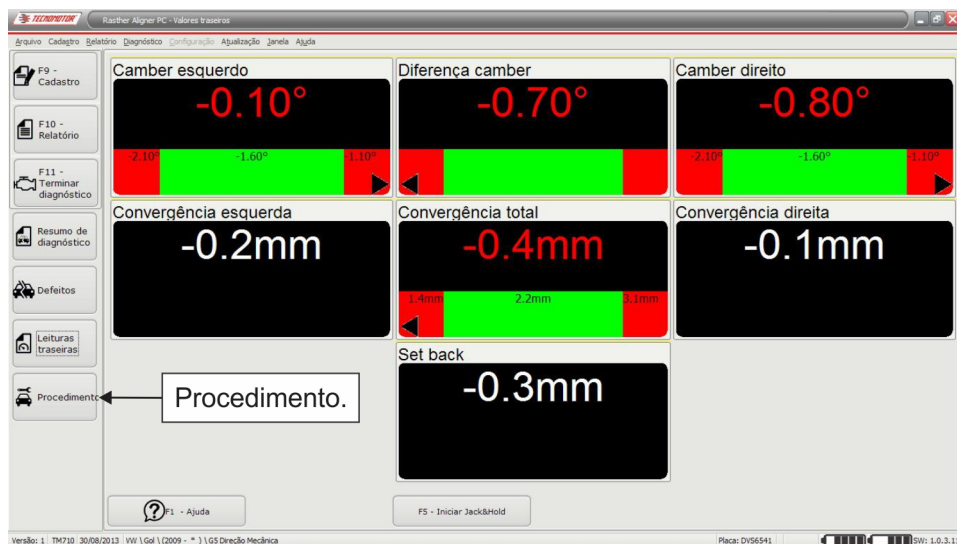 TECNOMOTOR
Rasther Aligner PC - Valores traseiros
Arquivo Cadastro Relatório Diagnóstico Configuração Atualização Janela Ajuda
F9 -
Cadastro
F10 -
Relatório
F11 -
Terminar
diagnóstico
Resumo de
diagnóstico
Defeitos
Leituras
traseiras
Procedimento
Camber esquerdo
-0.10°
-2.10° -1.60° -1.10°
Diferença camber
-0.70°
Camber direito
-0.80°
-2.10° -1.60° -1.10°
Convergência esquerda
-0.2mm
Convergência total
-0.4mm
1.4mm 2.2mm 3.1mm
Convergência direita
-0.1mm
Set back
-0.3mm
Procedimento.
F1 - Ajuda
F5 - Iniciar Jack&Hold
Versão: 1 TM710 30/08/2013 VW \ Gol \ (2009 - * ) \ G5 Direção Mecânica Placa: DVS6541 SW: 1.0.3.1